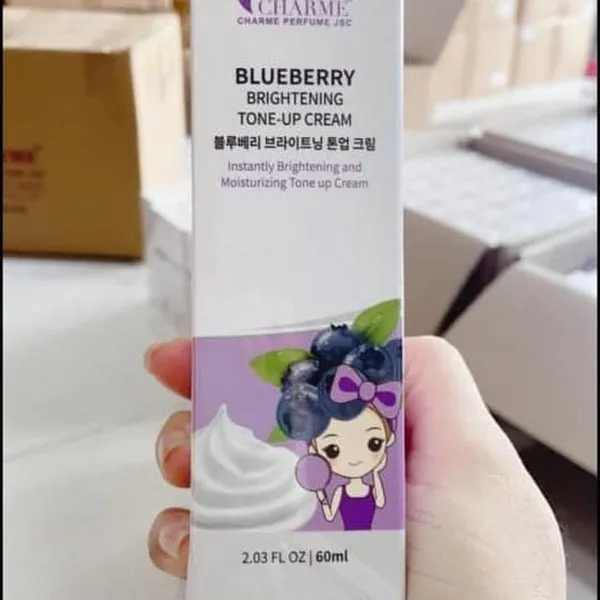 CHARME
CHARME PERFUME JSC
BLUEBERRY
BRIGHTENING
TONE-UP CREAM
블루베리 브라이트닝 톤업 크림
Instantly Brightening and
Moisturizing Tone up Cream
2.03 FL OZ | 60ml